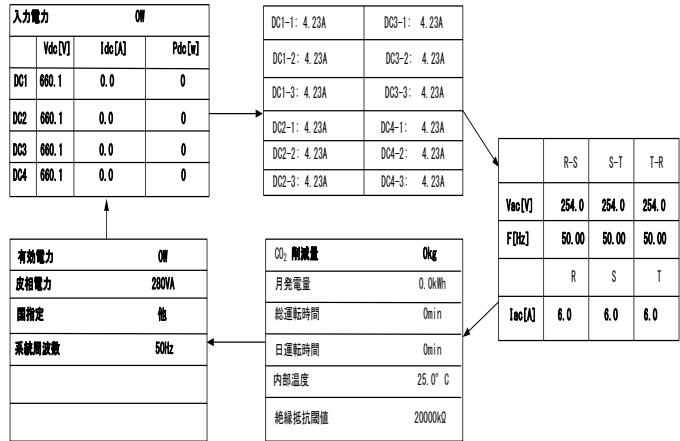 入力電力 0W
Vdc[V] Idc[A] Pdc[w]
DC1 660.1 0.0 0
DC2 660.1 0.0 0
DC3 660.1 0.0 0
DC4 660.1 0.0 0
DC1-1: 4.23A DC3-1: 4.23A
DC1-2: 4.23A DC3-2: 4.23A
DC1-3: 4.23A DC3-3: 4.23A
DC2-1: 4.23A DC4-1: 4.23A
DC2-2: 4.23A DC4-2: 4.23A
DC2-3: 4.23A DC4-3: 4.23A
R-S S-T T-R
Vac[V] 254.0 254.0 254.0
F[Hz] 50.00 50.00 50.00
R S T
Iac[A] 6.0 6.0 6.0
CO₂ 削減量 0kg
月発電量 0.0kWh
総運転時間 0min
日運転時間 0min
内部温度 25.0° C
絶縁抵抗閾値 20000kΩ
有効電力 0W
皮相電力 280VA
国指定 他
系統周波数 50Hz